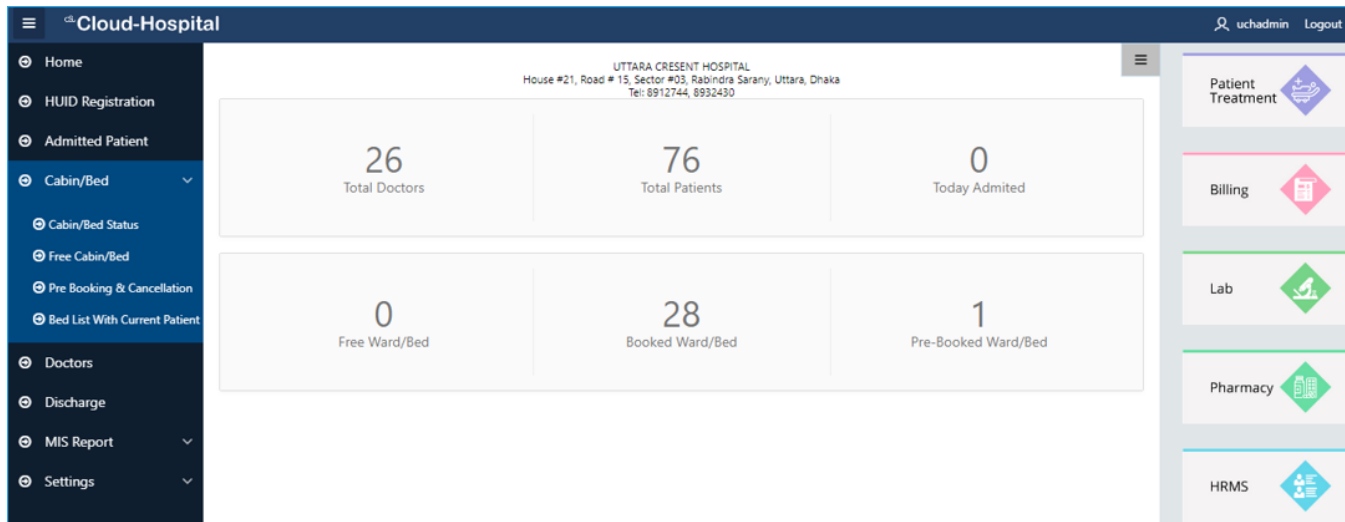 cs Cloud-Hospital
uchadmin Logout
Home
HUID Registration
Admitted Patient
Cabin/Bed
Cabin/Bed Status
Free Cabin/Bed
Pre Booking & Cancellation
Bed List With Current Patient
Doctors
Discharge
MIS Report
Settings
UTTARA CRESENT HOSPITAL
House #21, Road # 15, Sector #03, Rabindra Sarany, Uttara, Dhaka
Tel: 8912744, 8932430
26
Total Doctors
76
Total Patients
0
Today Admited
0
Free Ward/Bed
28
Booked Ward/Bed
1
Pre-Booked Ward/Bed
Patient
Treatment
Billing
Lab
Pharmacy
HRMS